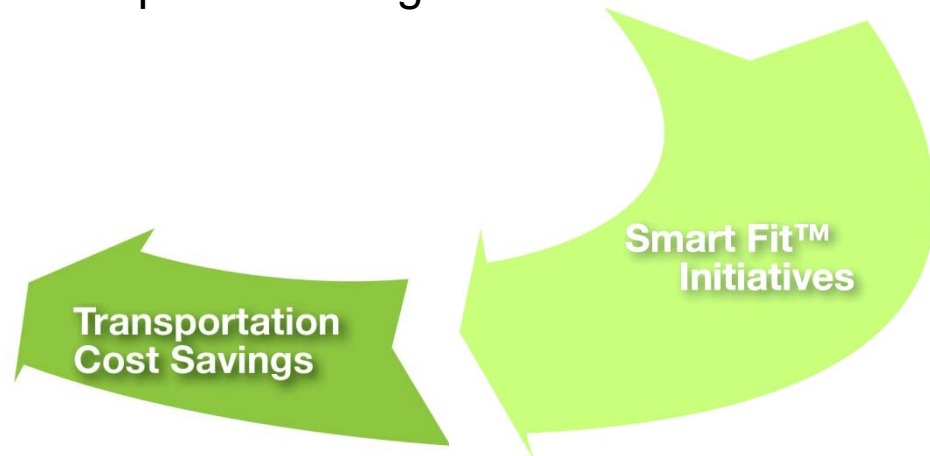 Smart Fit™
Initiatives
Transportation
Cost Savings